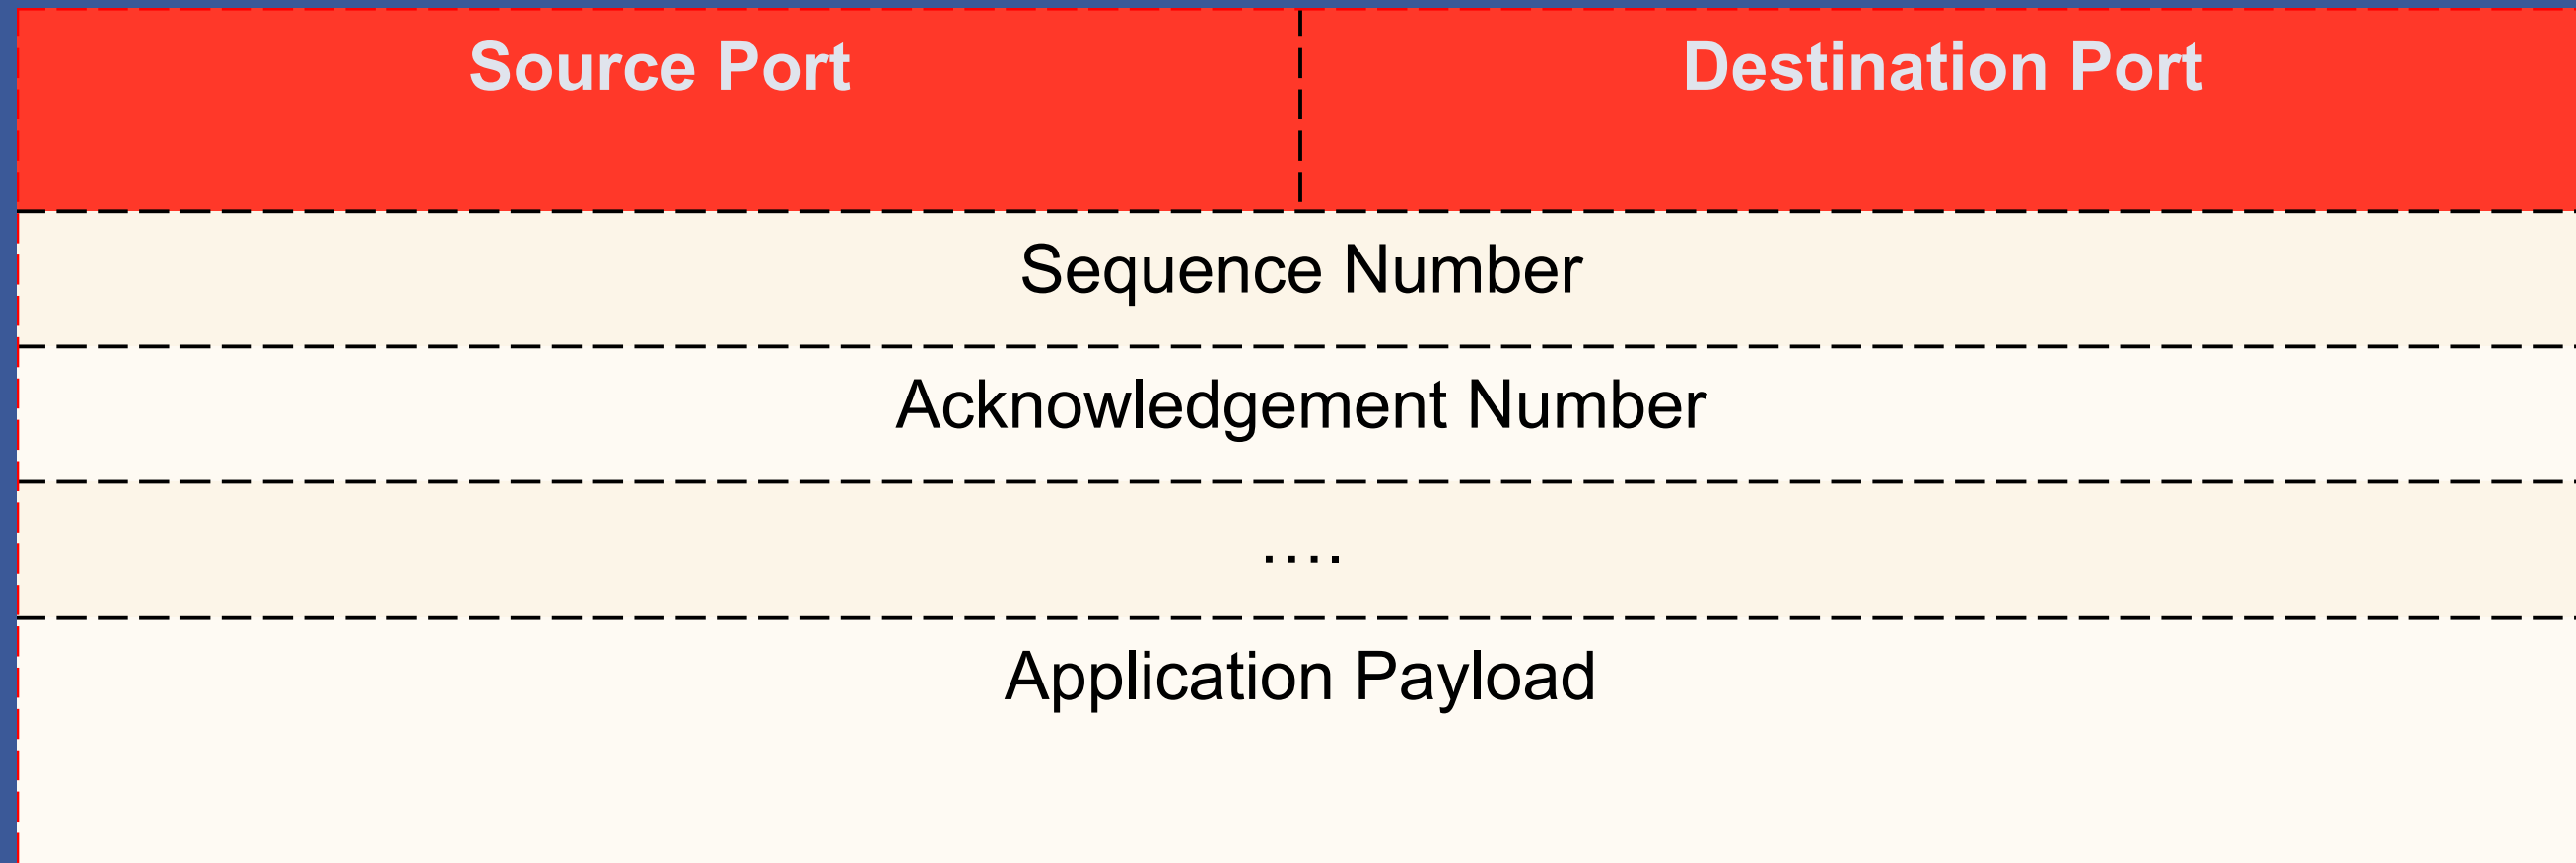 Source Port
Destination Port
Sequence Number
Acknowledgement Number
....
Application Payload